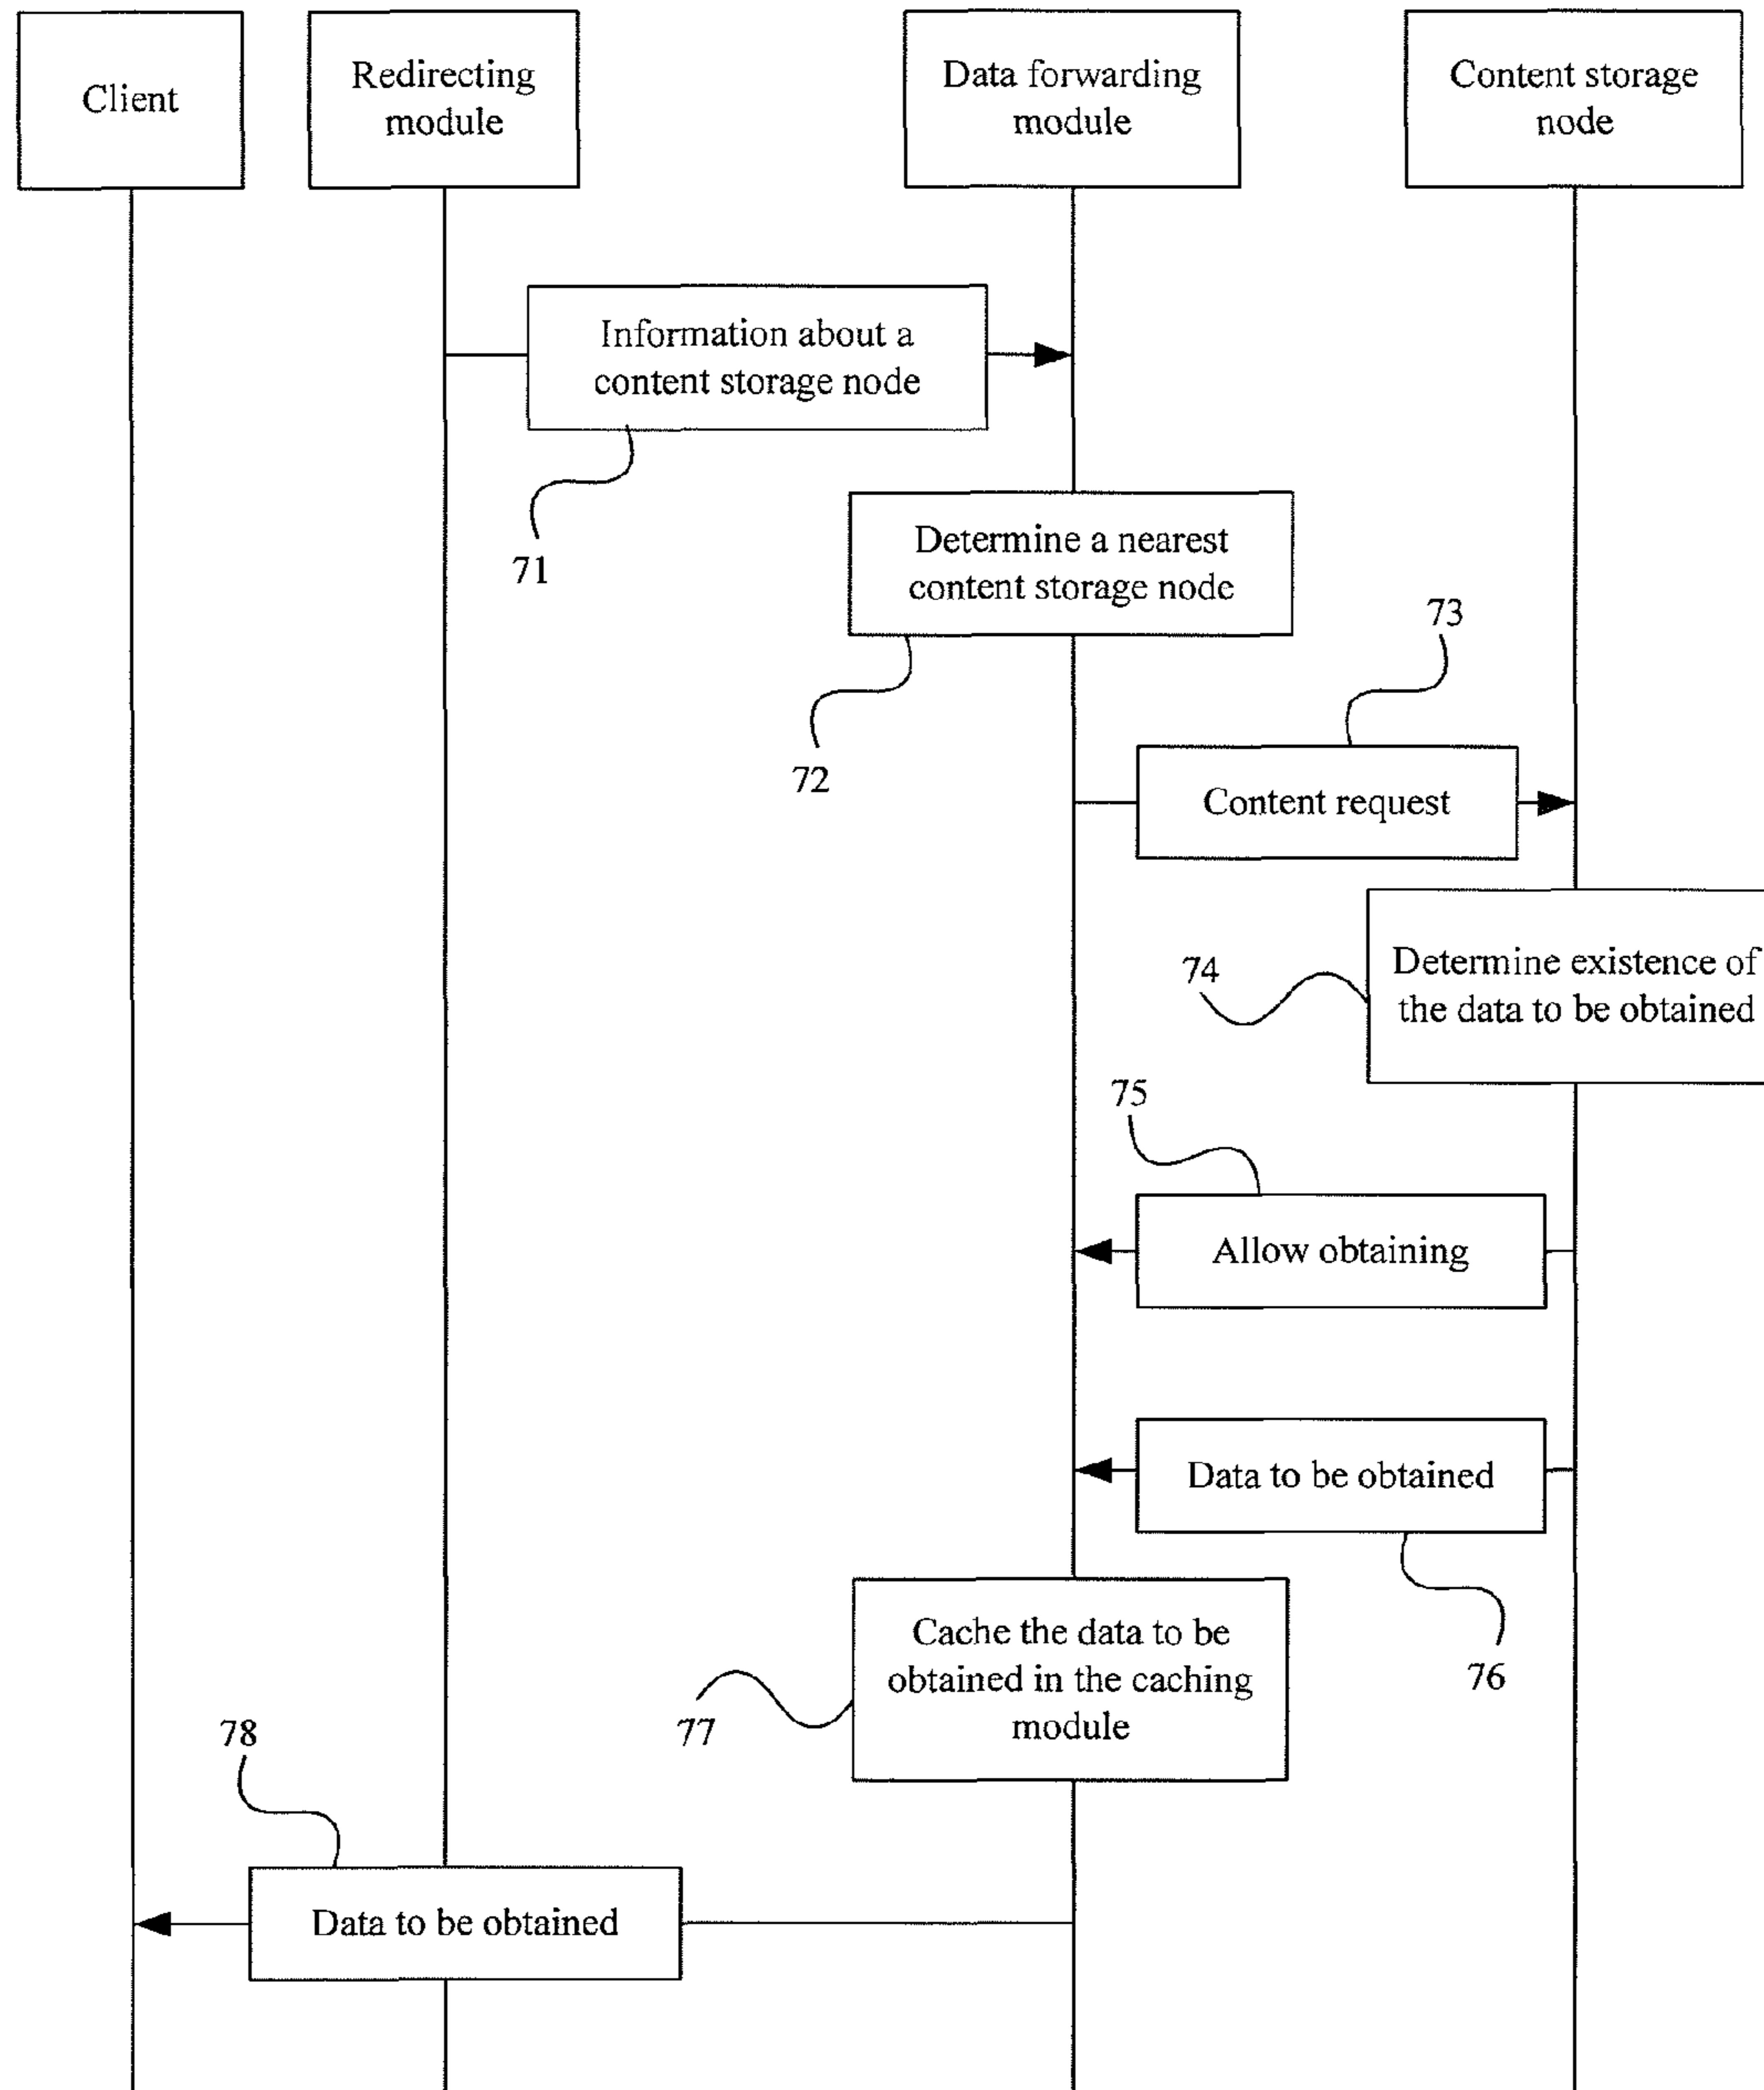 Client
Redirecting
module
Data forwarding
module
Content storage
node
Information about a
content storage node
71
Determine a nearest
content storage node
72
73
Content request
74
Determine existence of
the data to be obtained
75
Allow obtaining
Data to be obtained
76
Cache the data to be
obtained in the caching
module
77
78
Data to be obtained